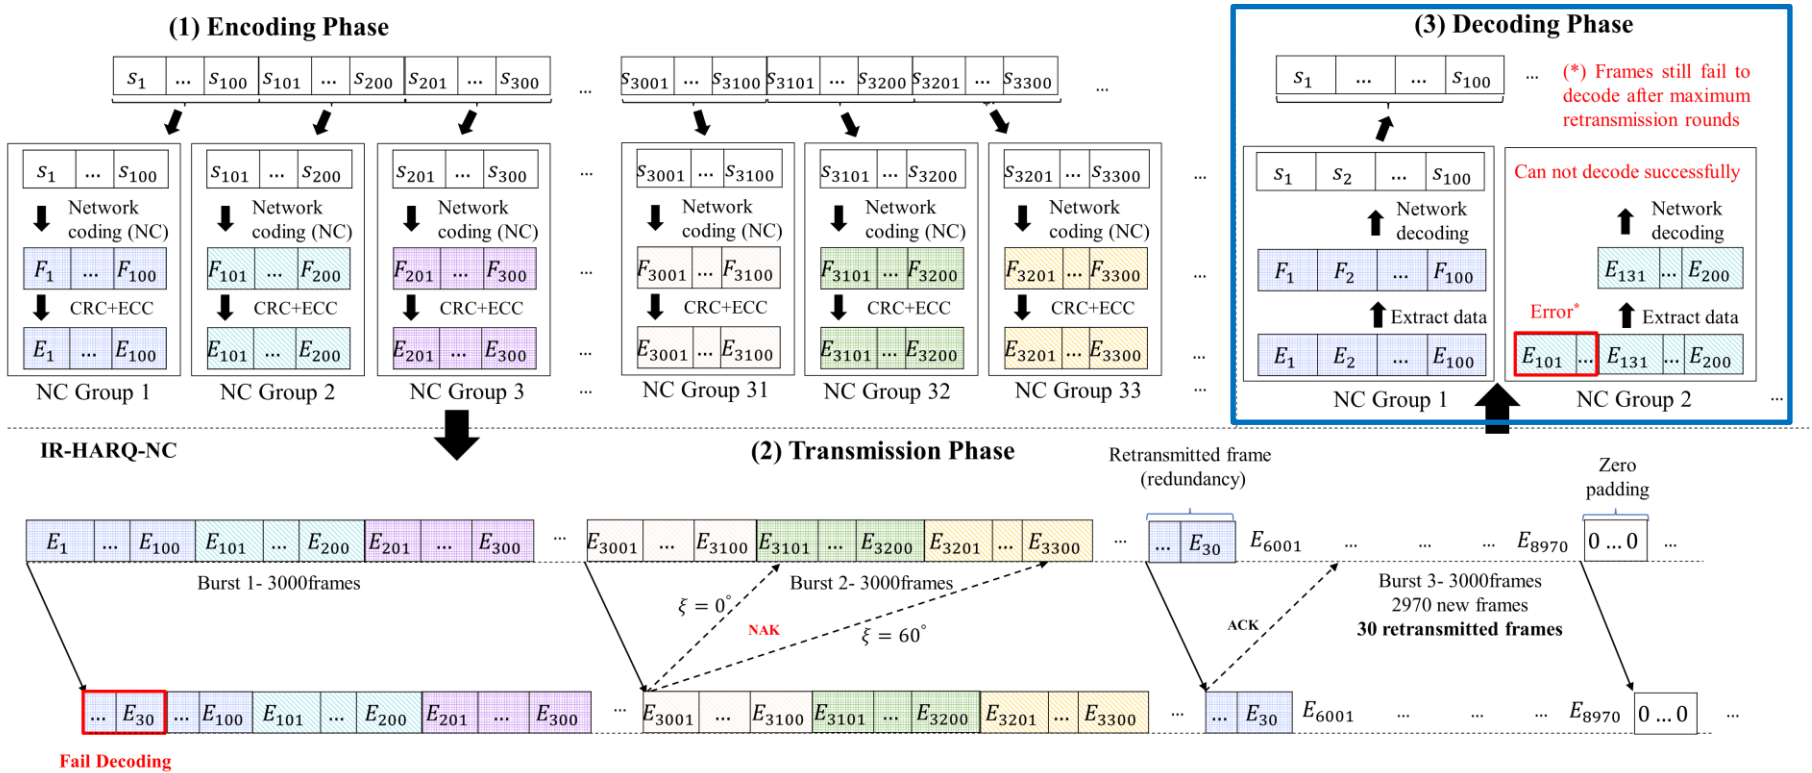 (1) Encoding Phase
s1 ... s100 s101 ... s200 s201 ... s300 ... s3001 ... s3100 s3101 ... s3200 s3201 ... s3300 ...
s1 ... s100
Network
coding (NC)
F1 ... F100
CRC+ECC
E1 ... E100
NC Group 1
s101 ... s200
Network
coding (NC)
F101 ... F200
CRC+ECC
E101 ... E200
NC Group 2
s201 ... s300
Network
coding (NC)
F201 ... F300
CRC+ECC
E201 ... E300
NC Group 3
...
...
...
...
s3001 ... s3100
Network
coding (NC)
F3001 ... F3100
CRC+ECC
E3001 ... E3100
NC Group 31
s3101 ... s3200
Network
coding (NC)
F3101 ... F3200
CRC+ECC
E3101 ... E3200
NC Group 32
s3201 ... s3300
Network
coding (NC)
F3201 ... F3300
CRC+ECC
E3201 ... E3300
NC Group 33
...
...
...
...
(3) Decoding Phase
s1 ... ... s100 ...
(*) Frames still fail to
decode after maximum
retransmission rounds
s1 s2 ... s100
Network
decoding
F1 F2 ... F100
Extract data
E1 E2 ... E100
NC Group 1
Can not decode successfully
Network
decoding
E131 ... E200
Error*
Extract data
E101 ... E131 ... E200
NC Group 2
...
IR-HARQ-NC
(2) Transmission Phase
Retransmitted frame
(redundancy)
Zero
padding
E1 ... E100 E101 ... E200 E201 ... E300 ... E3001 ... E3100 E3101 ... E3200 E3201 ... E3300 ... ... E30 E6001 ... ... ... E8970 0 ... 0 ...
Burst 1- 3000frames
Burst 2- 3000frames
Burst 3- 3000frames
2970 new frames
30 retransmitted frames
ξ = 0°
NAK
ξ = 60°
ACK
... E30 ... E100 E101 ... E200 E201 ... E300 ... E3001 ... E3100 E3101 ... E3200 E3201 ... E3300 ... ... E30 E6001 ... ... ... E8970 0 ... 0 ...
Fail Decoding